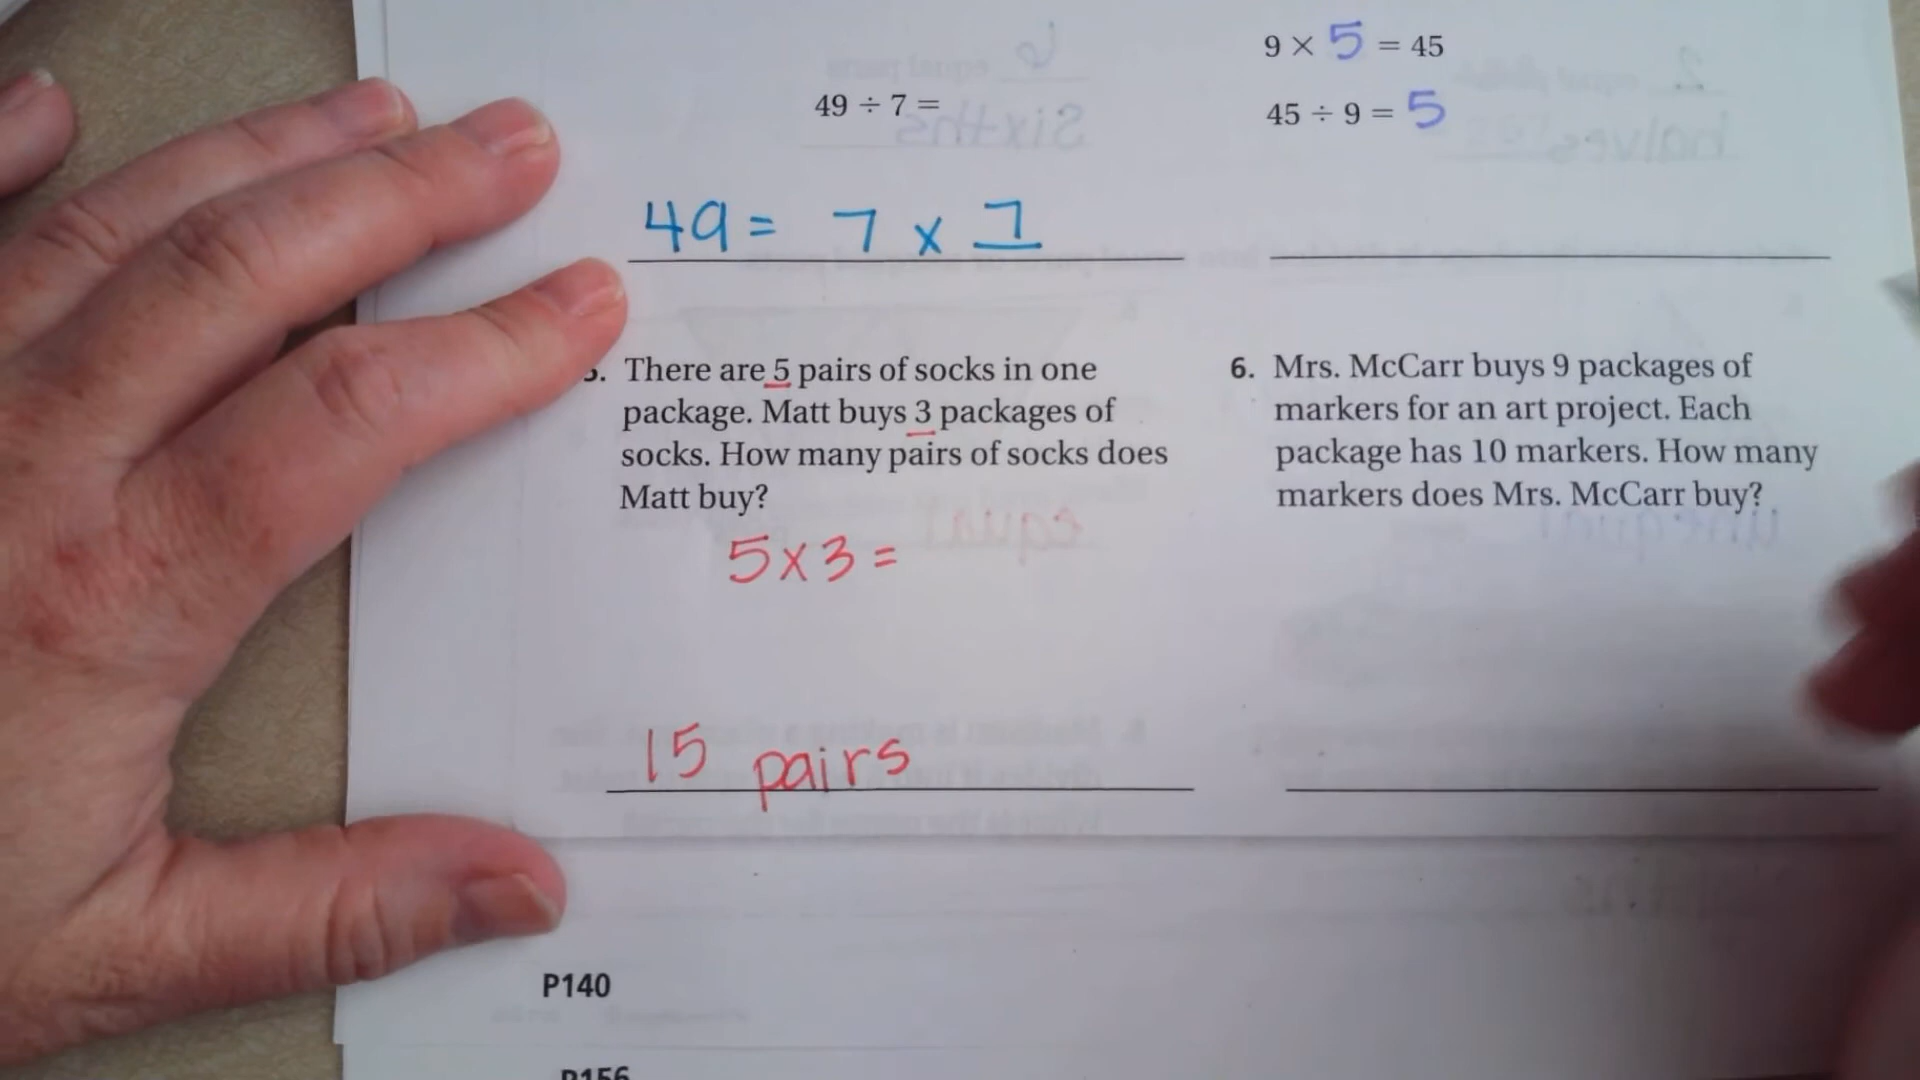 49 ÷ 7 =
49 = 7 x 7
9 × 5 = 45
45 ÷ 9 = 5
There are 5 pairs of socks in one
package. Matt buys 3 packages of
socks. How many pairs of socks does
Matt buy?
5x3=
15 pairs
6. Mrs. McCarr buys 9 packages of
markers for an art project. Each
package has 10 markers. How many
markers does Mrs. McCarr buy?
P140
P156